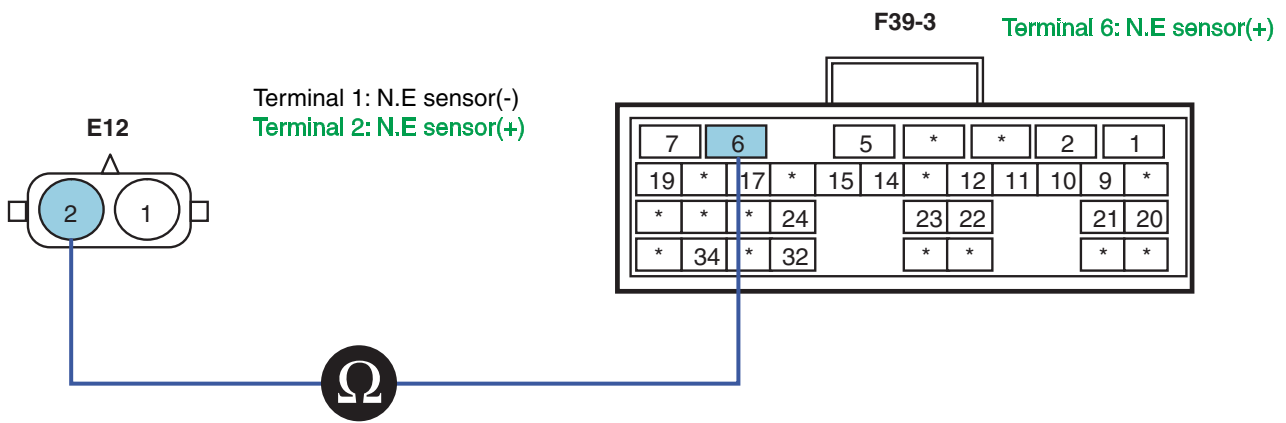 F39-3
Terminal 6: N.E sensor(+)
Terminal 1: N.E sensor(-)
Terminal 2: N.E sensor(+)
E12
7 6 5 * * 2 1
19 * 17 * 15 14 * 12 11 10 9 *
2 1
* * * 24 23 22 21 20
* 34 * 32 * * * *
Ω